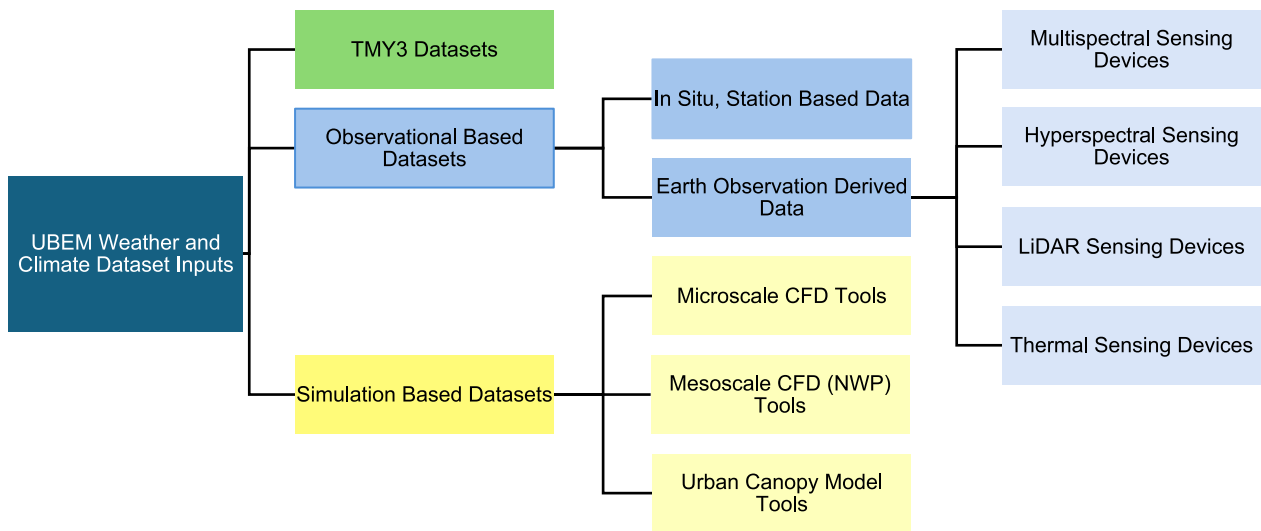 UBEM Weather and
Climate Dataset Inputs
TMY3 Datasets
Observational Based
Datasets
Simulation Based Datasets
In Situ, Station Based Data
Earth Observation Derived
Data
Microscale CFD Tools
Mesoscale CFD (NWP)
Tools
Urban Canopy Model
Tools
Multispectral Sensing
Devices
Hyperspectral Sensing
Devices
LiDAR Sensing Devices
Thermal Sensing Devices